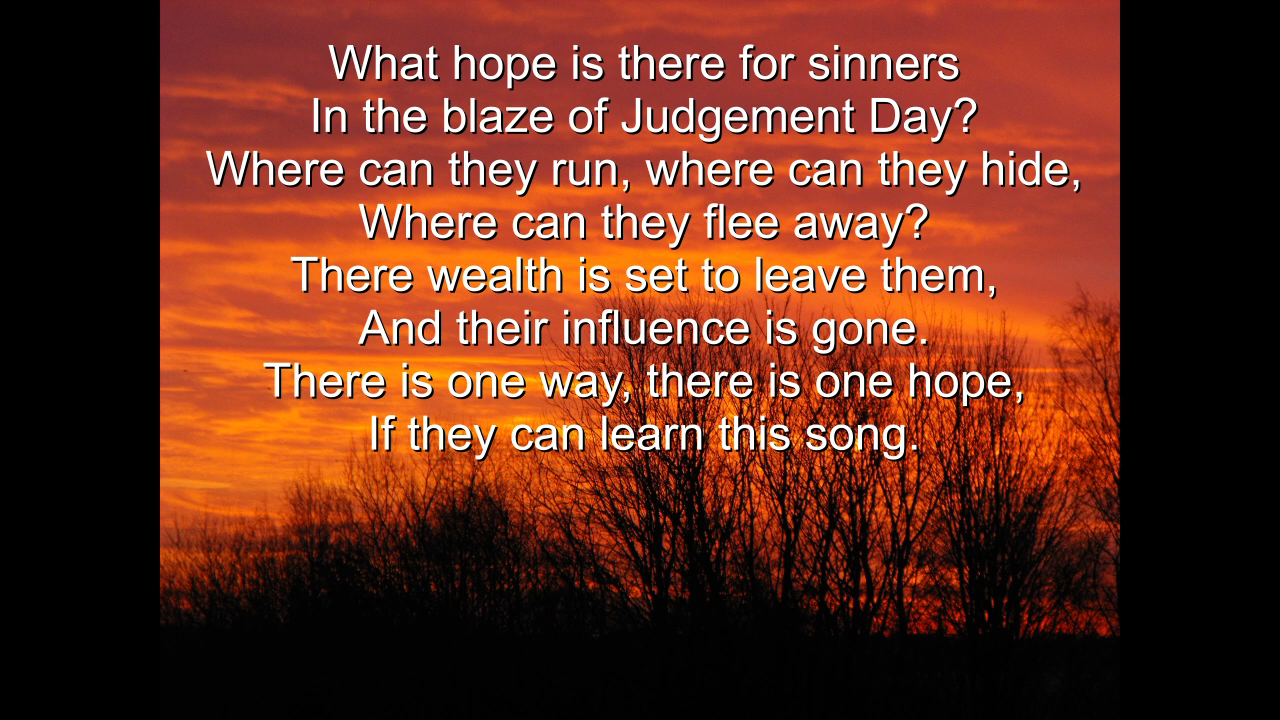 What hope is there for sinners
In the blaze of Judgement Day?
Where can they run, where can they hide,
Where can they flee away?
There wealth is set to leave them,
And their influence is gone.
There is one way, there is one hope,
If they can learn this song.